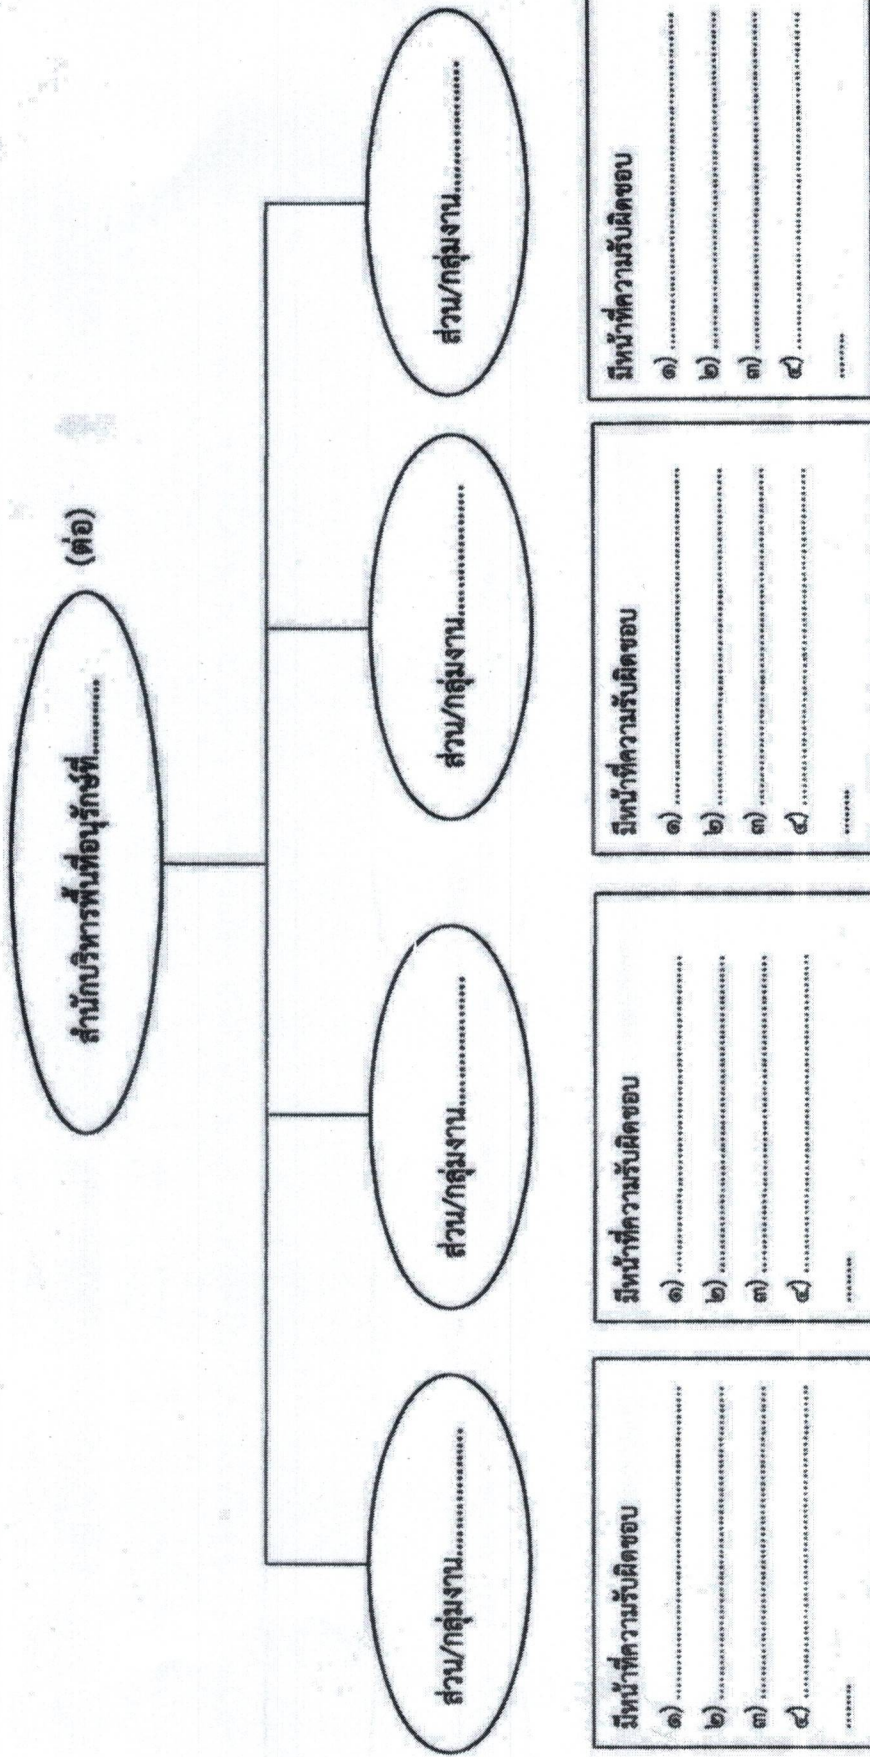 สำนักบริหารพื้นที่อนุรักษ์ที่............ (ต่อ)
ส่วน/กลุ่มงาน....................
ส่วน/กลุ่มงาน....................
ส่วน/กลุ่มงาน....................
ส่วน/กลุ่มงาน....................
มีหน้าที่ความรับผิดชอบ
๑) ............................................................
๒) ............................................................
๓) ............................................................
๔) ............................................................
........
มีหน้าที่ความรับผิดชอบ
๑) ............................................................
๒) ............................................................
๓) ............................................................
๔) ............................................................
........
มีหน้าที่ความรับผิดชอบ
๑) ............................................................
๒) ............................................................
๓) ............................................................
๔) ............................................................
........
มีหน้าที่ความรับผิดชอบ
๑) ............................................................
๒) ............................................................
๓) ............................................................
๔) ............................................................
........